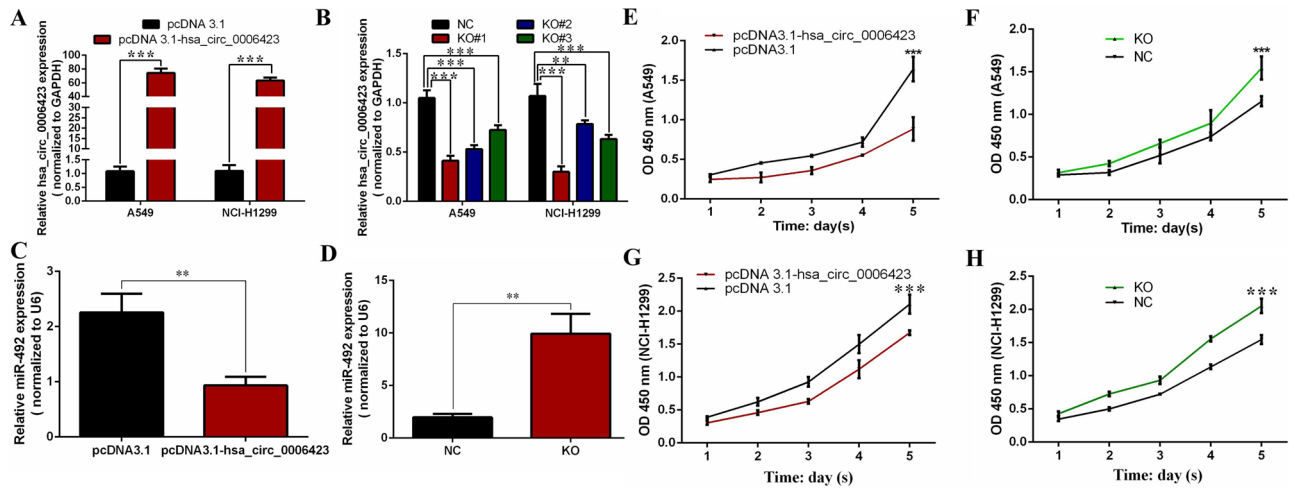 A
pcDNA 3.1
pcDNA 3.1-hsa_circ_0006423
Relative hsa_circ_0006423 expression
( normalized to GAPDH)
80
60
40
20
10.0
7.5
5.0
2.5
1.5
1.0
0.5
0.0
***
***
A549
NCI-H1299
B
NC
KO#1
KO#2
KO#3
Relative hsa_circ_0006423 expression
( normalized to GAPDH)
1.5
1.0
0.5
0.0
***
***
***
***
**
***
A549
NCI-H1299
E
pcDNA3.1-hsa_circ_0006423
pcDNA3.1
OD 450 nm (A549)
2.0
1.5
1.0
0.5
0.0
***
1 2 3 4 5
Time: day(s)
F
KO
NC
OD 450 nm (A549)
2.0
1.5
1.0
0.5
0.0
***
1 2 3 4 5
Time: day(s)
C
Relative miR-492 expression
( normalized to U6)
3
2
1
0
**
pcDNA3.1
pcDNA3.1-hsa_circ_0006423
D
Relative miR-492 expression
( normalized to U6)
15
10
5
0
**
NC
KO
G
pcDNA 3.1-hsa_circ_0006423
pcDNA 3.1
OD 450 nm (NCI-H1299)
2.5
2.0
1.5
1.0
0.5
0.0
***
1 2 3 4 5
Time: day (s)
H
KO
NC
OD 450 nm (NCI-H1299)
2.5
2.0
1.5
1.0
0.5
0.0
***
1 2 3 4 5
Time: day (s)